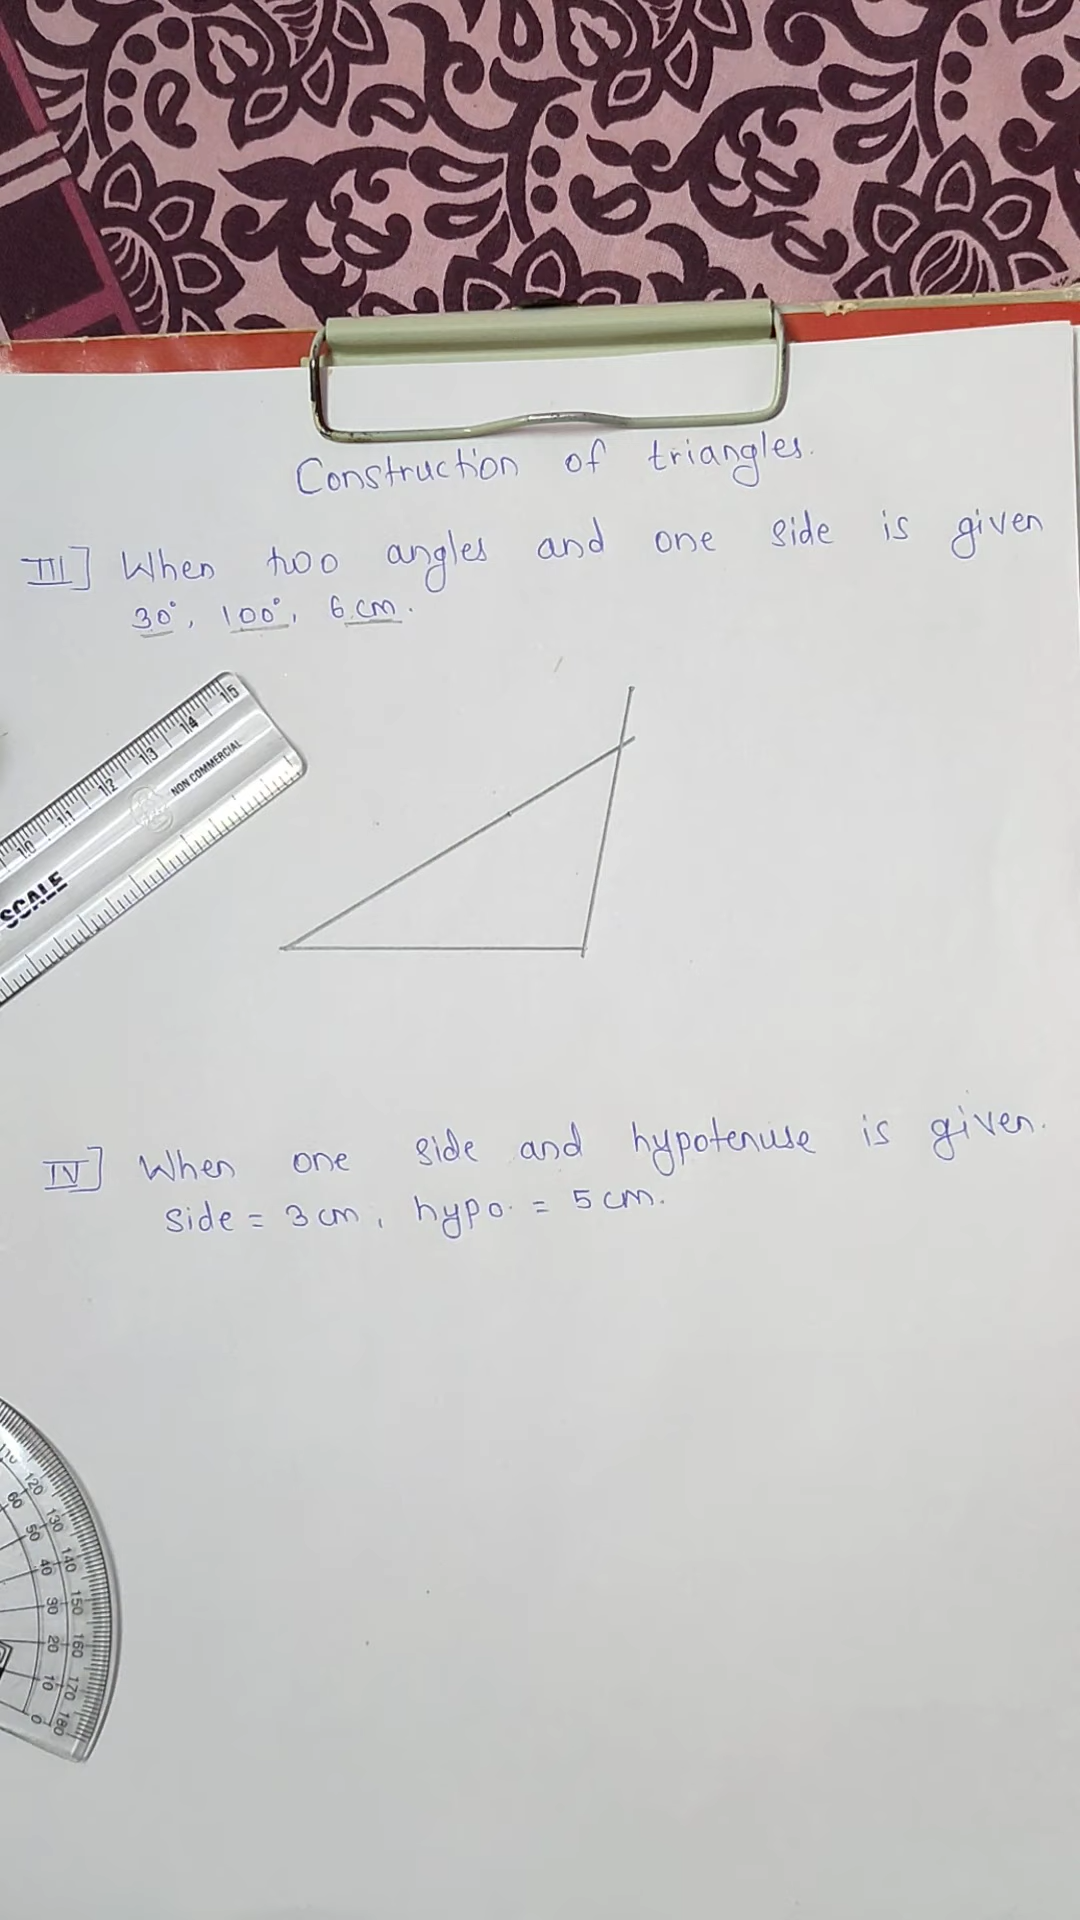 Construction of triangles.
III] When two angles and one side is given
30°, 100°, 6 cm.
15
14
13
12
11
10
NON COMMERCIAL
SCALE
IV] When one side and hypotenuse is given.
Side = 3 cm, hypo. = 5 cm.
110 120 130 140 150 160 170 180
60 50 40 30 20 10 0